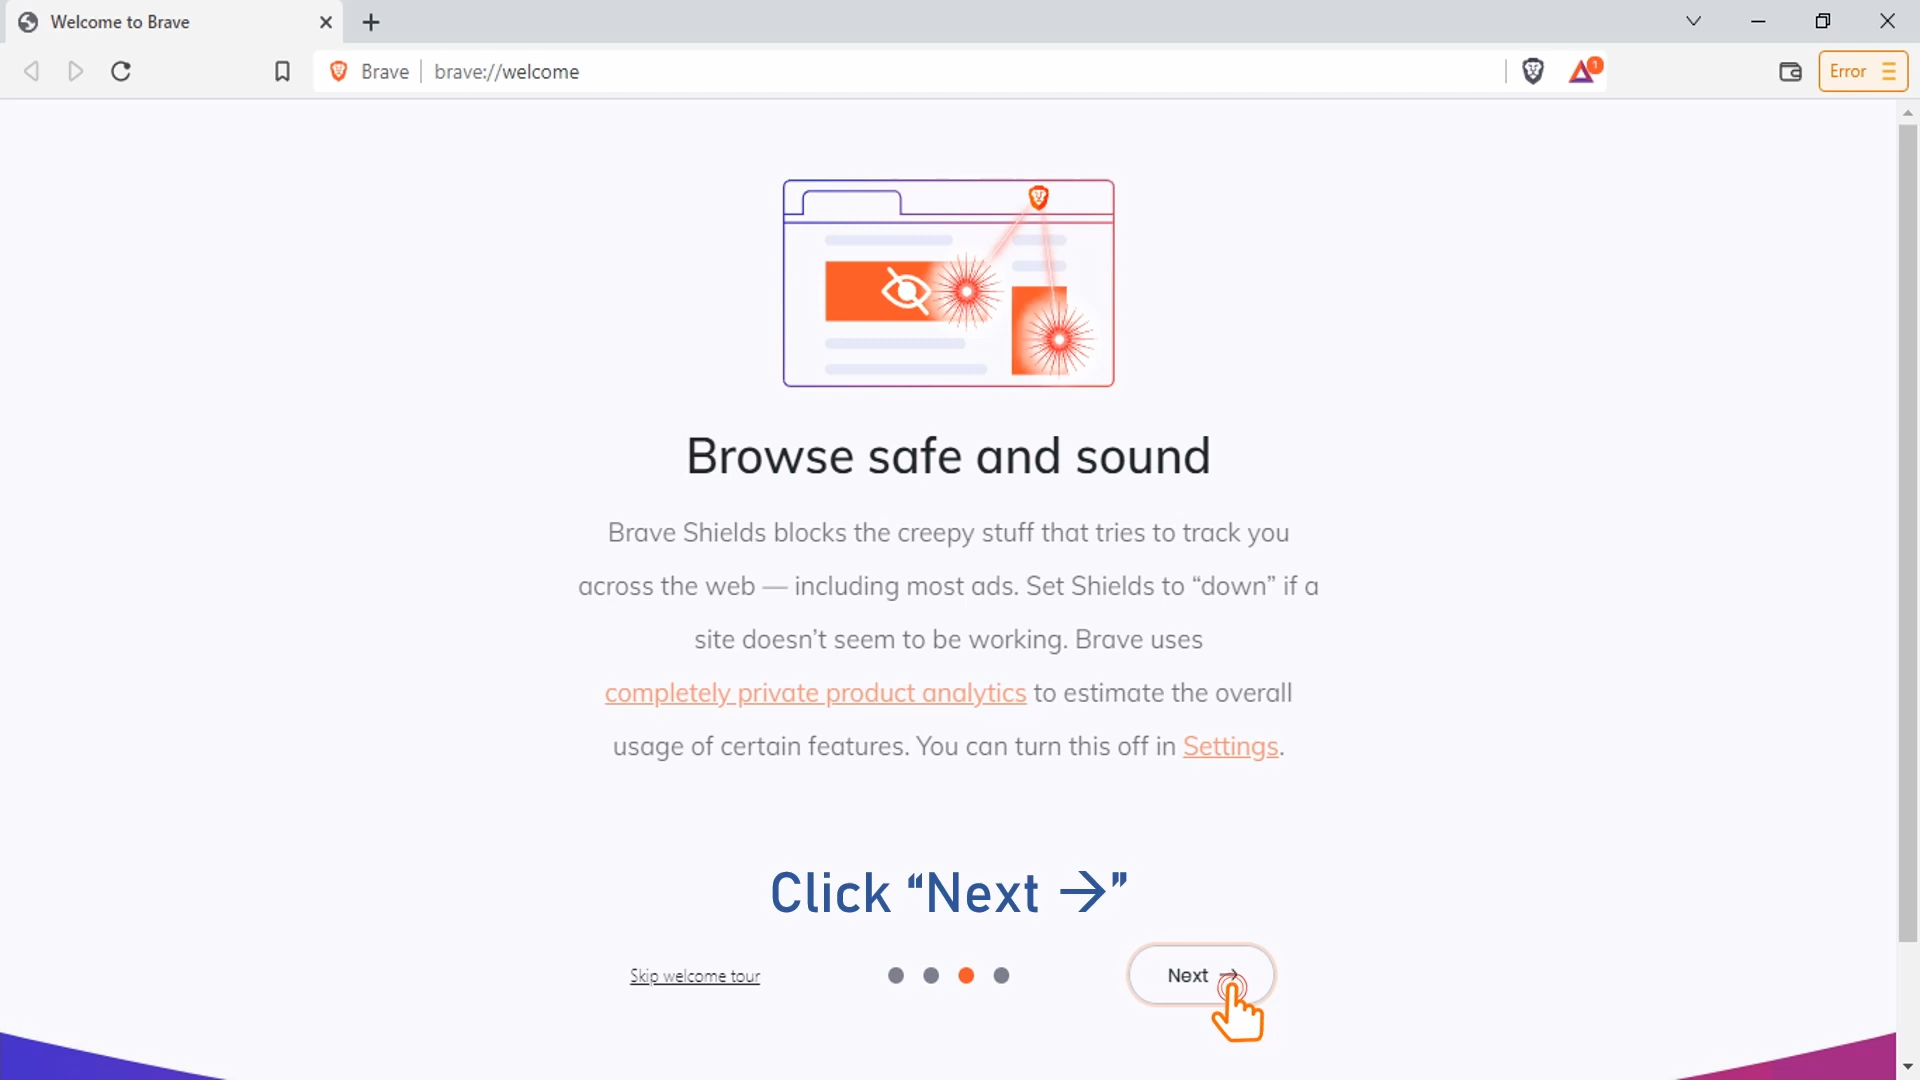 Welcome to Brave
Brave | brave://welcome
1
Error
Browse safe and sound
Brave Shields blocks the creepy stuff that tries to track you
across the web — including most ads. Set Shields to “down” if a
site doesn’t seem to be working. Brave uses
completely private product analytics to estimate the overall
usage of certain features. You can turn this off in Settings.
Click “Next →”
Skip welcome tour
Next →